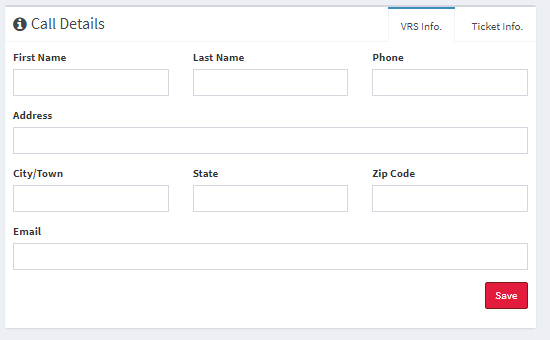 Call Details VRS Info. Ticket Info.
First Name Last Name Phone
Address
City/Town State Zip Code
Email
Save